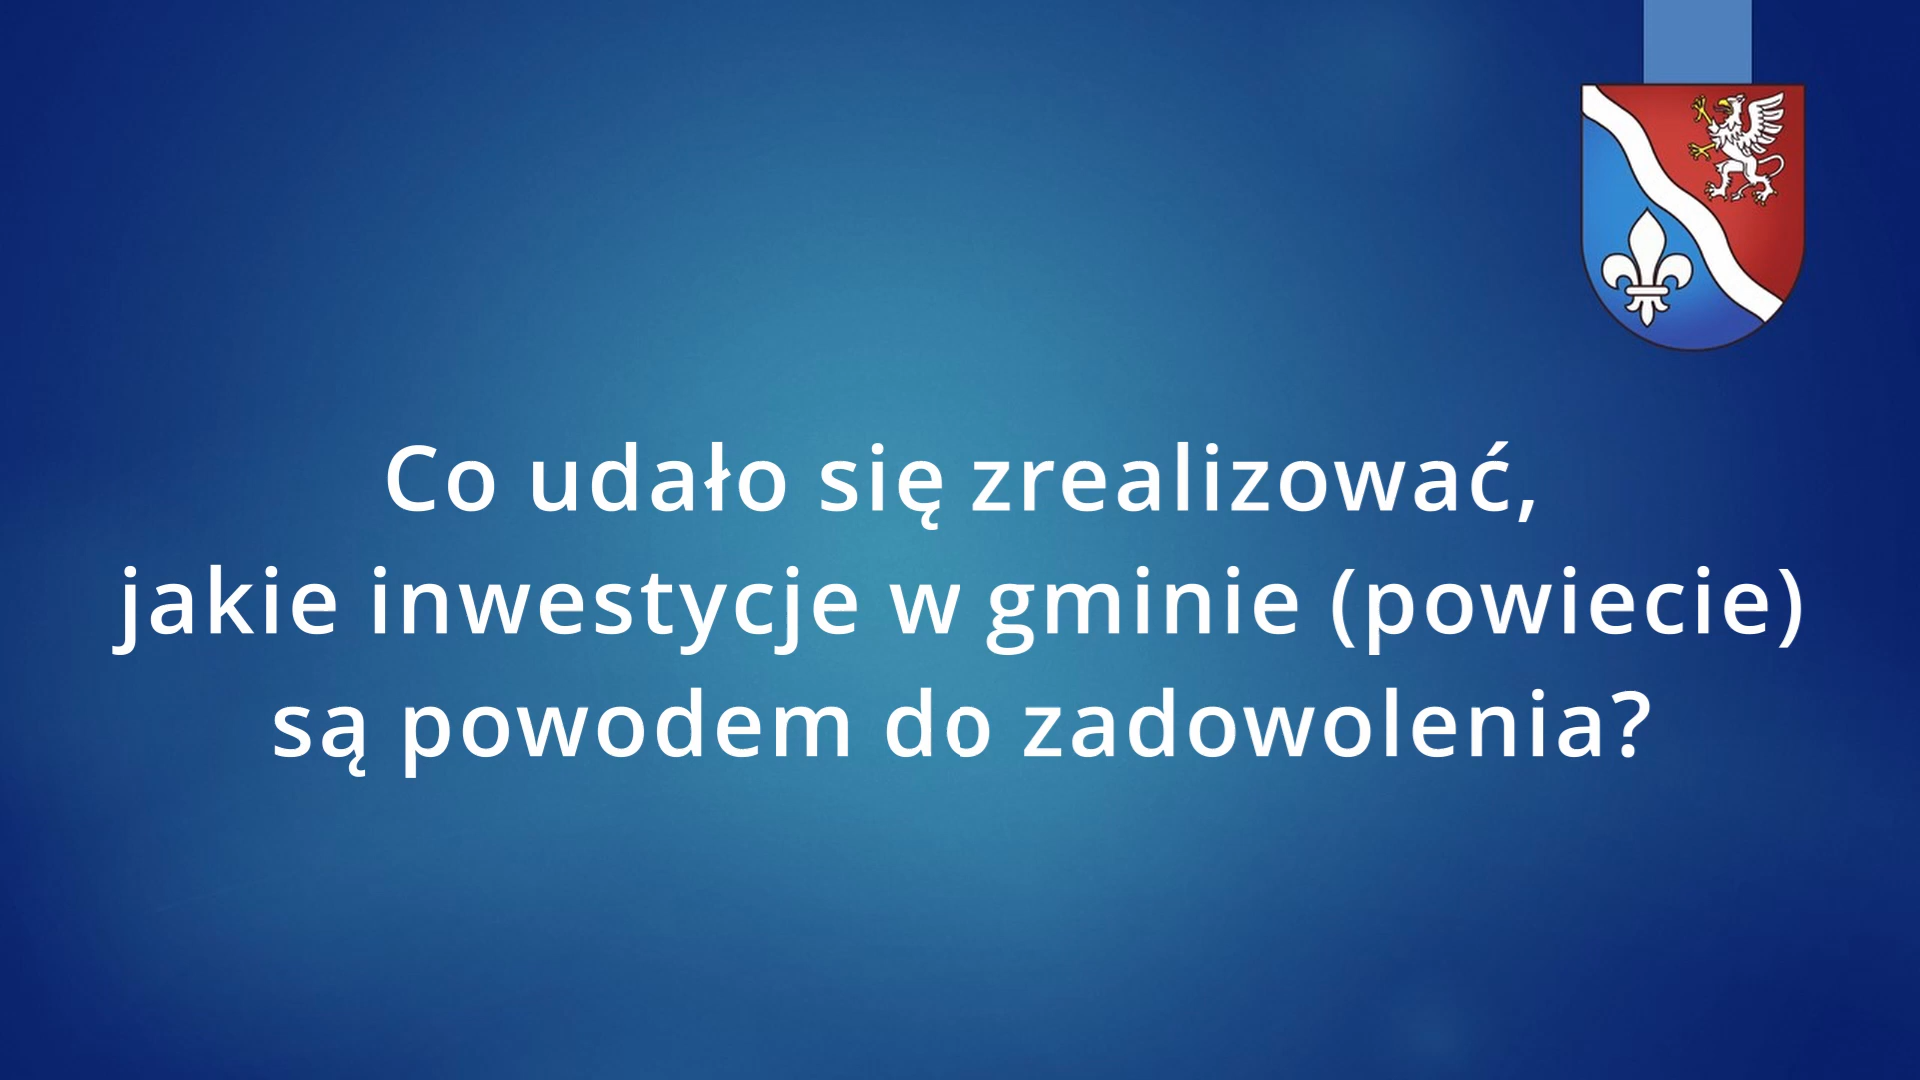 Co udało się zrealizować,
jakie inwestycje w gminie (powiecie)
są powodem do zadowolenia?